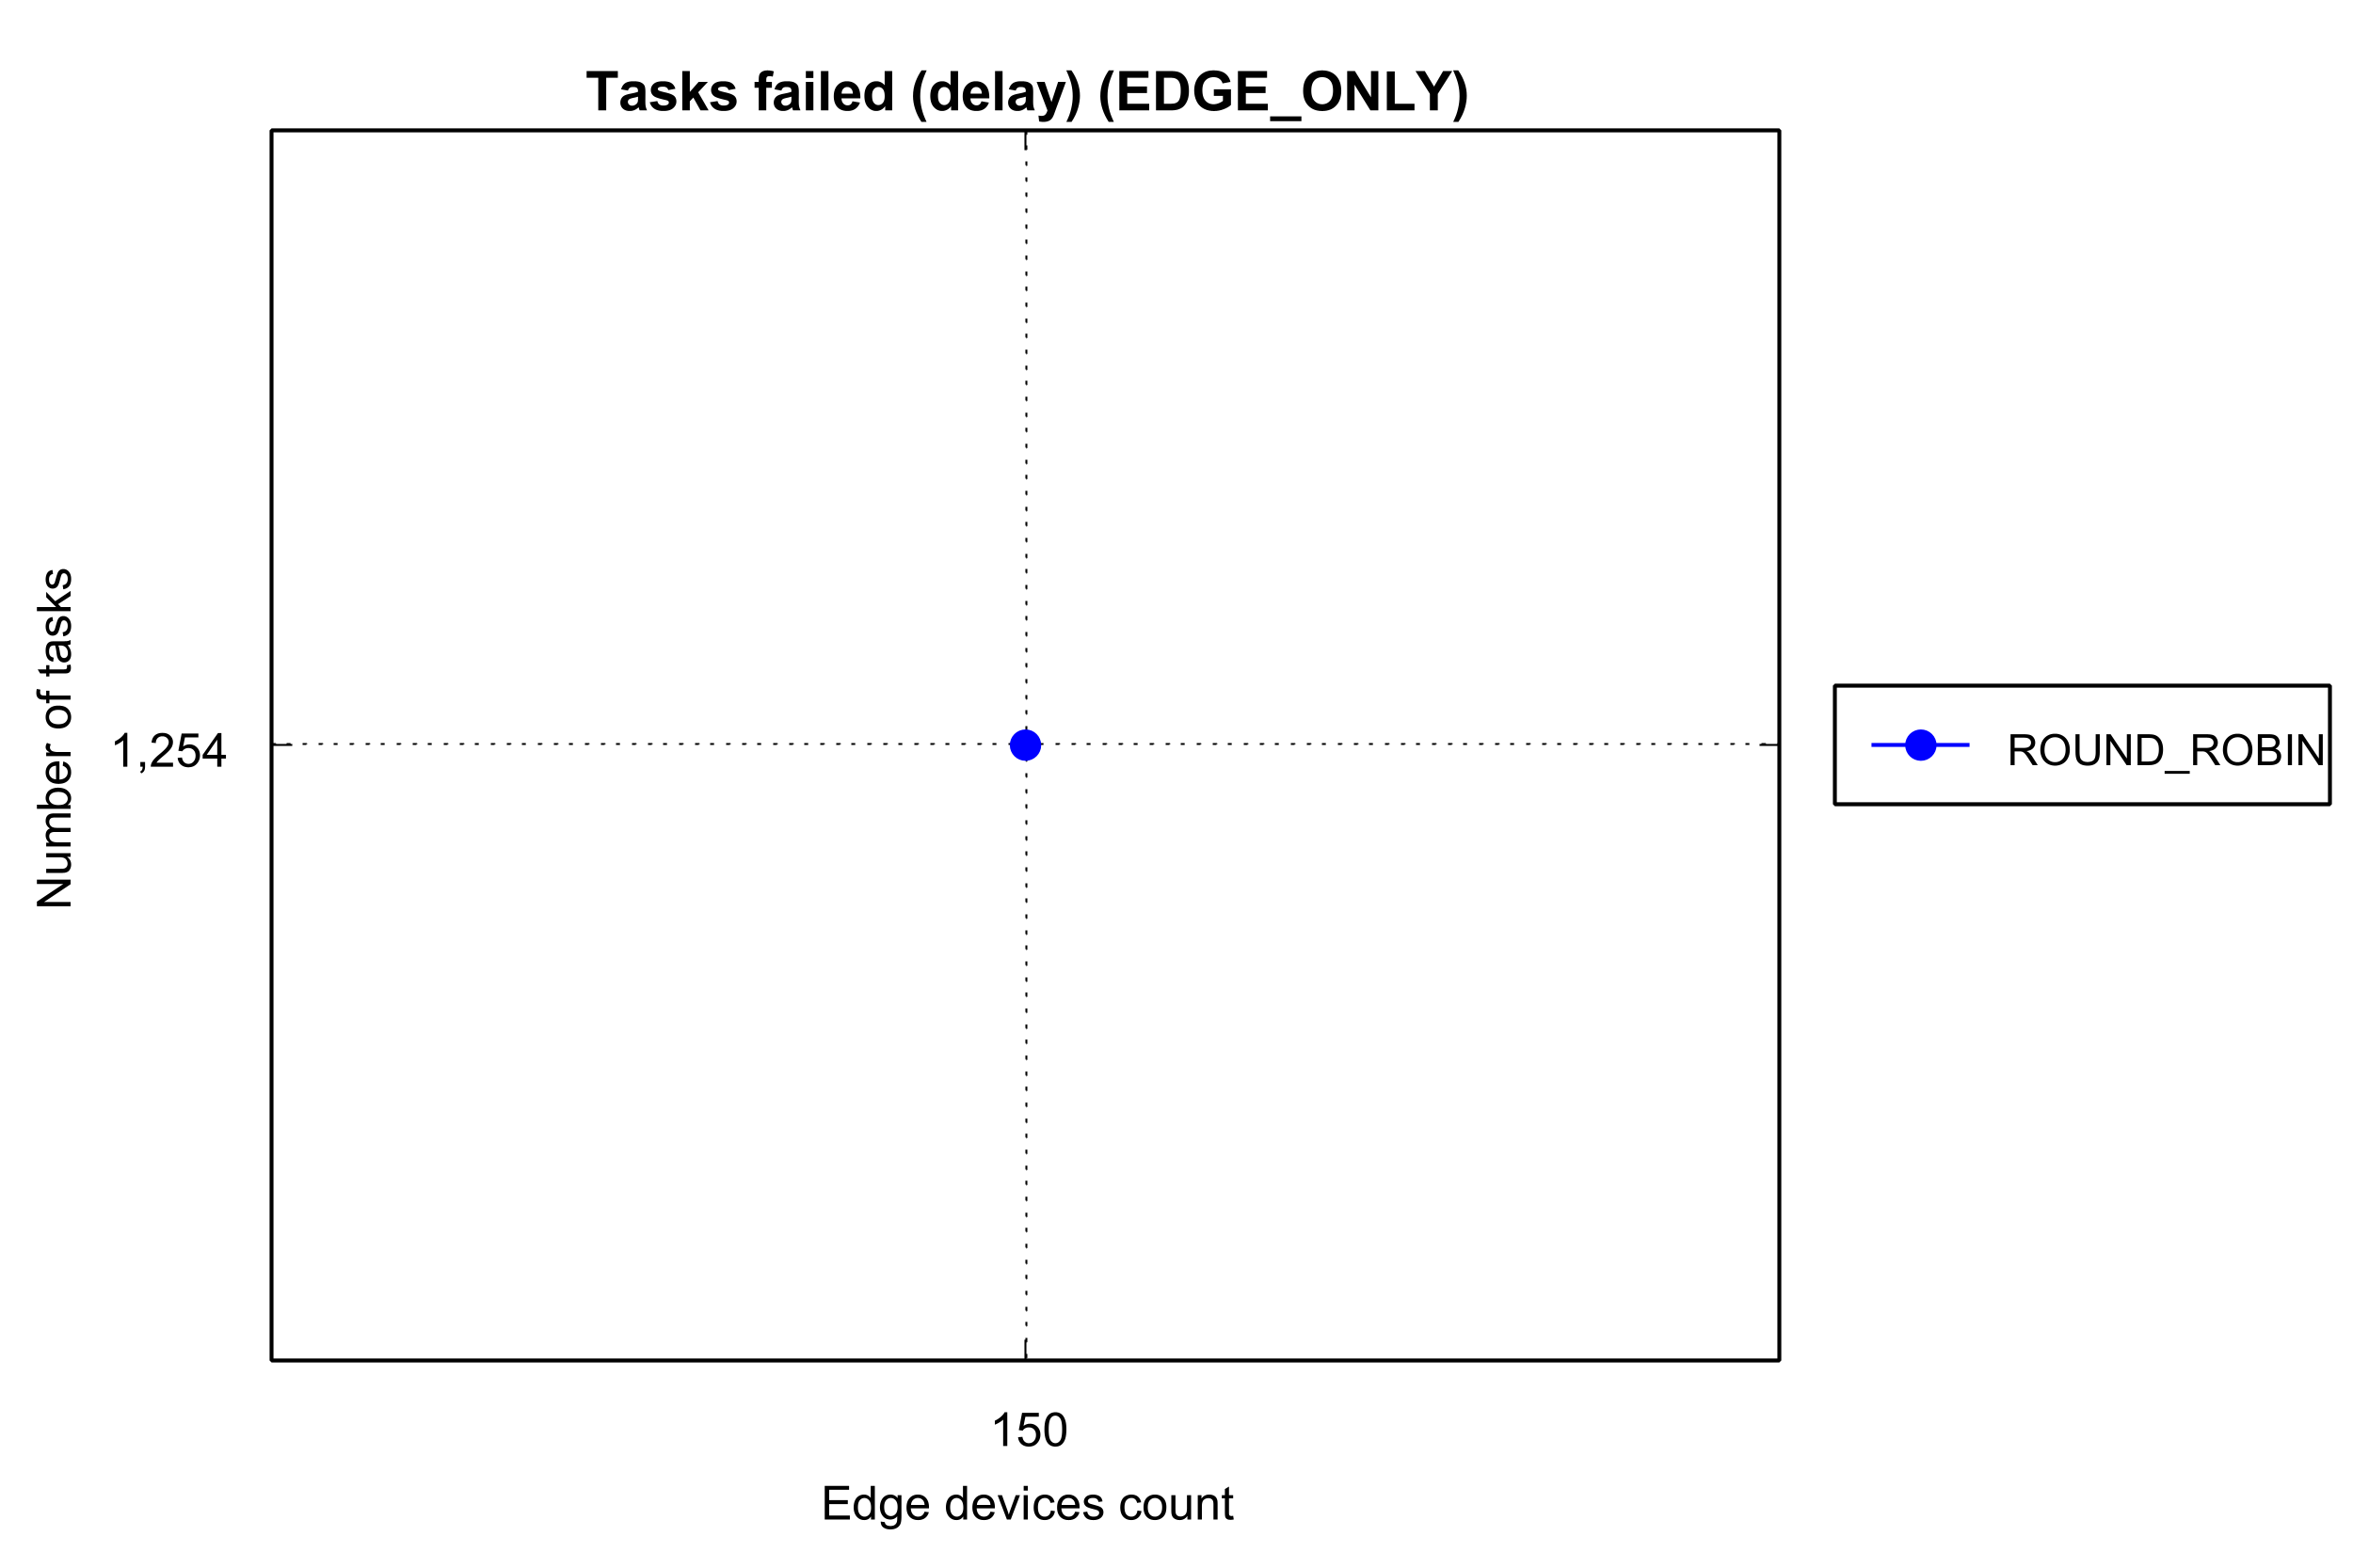 Tasks failed (delay) (EDGE_ONLY)
Number of tasks
1,254
ROUND_ROBIN
150
Edge devices count